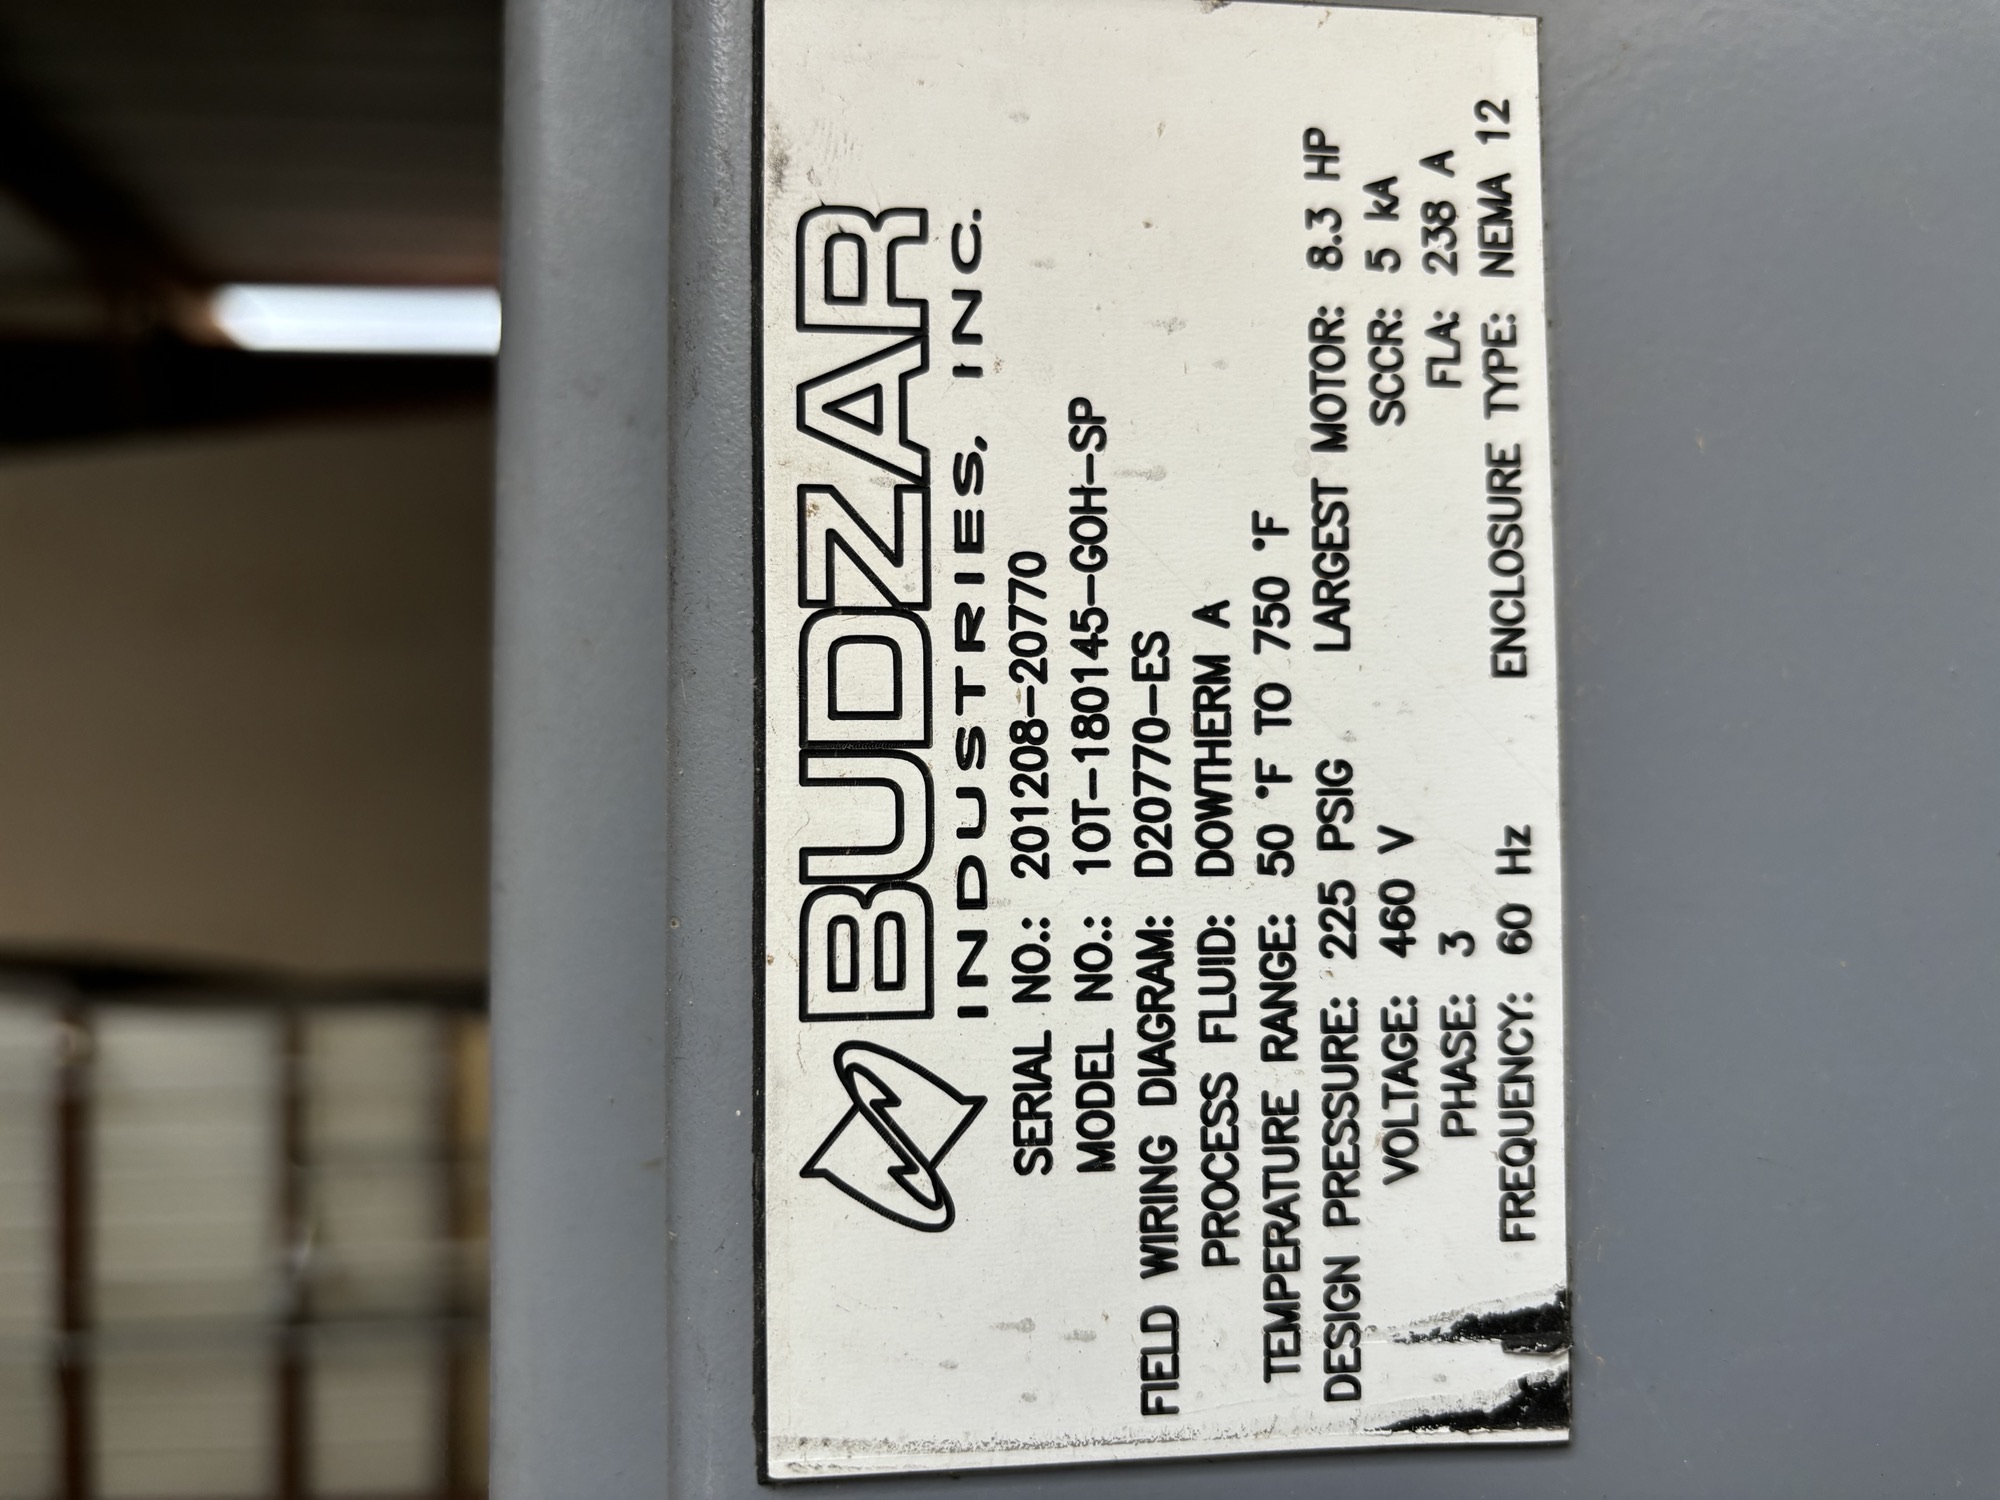 BUDZAR
INDUSTRIES, INC.
SERIAL NO.: 201208-20770
MODEL NO.: 1OT-180145-GOH-SP
FIELD WIRING DIAGRAM: D20770-ES
PROCESS FLUID: DOWTHERM A
TEMPERATURE RANGE: 50 °F TO 750 °F
DESIGN PRESSURE: 225 PSIG LARGEST MOTOR: 8.3 HP
VOLTAGE: 460 V SCCR: 5 kA
PHASE: 3 FLA: 238 A
FREQUENCY: 60 Hz ENCLOSURE TYPE: NEMA 12